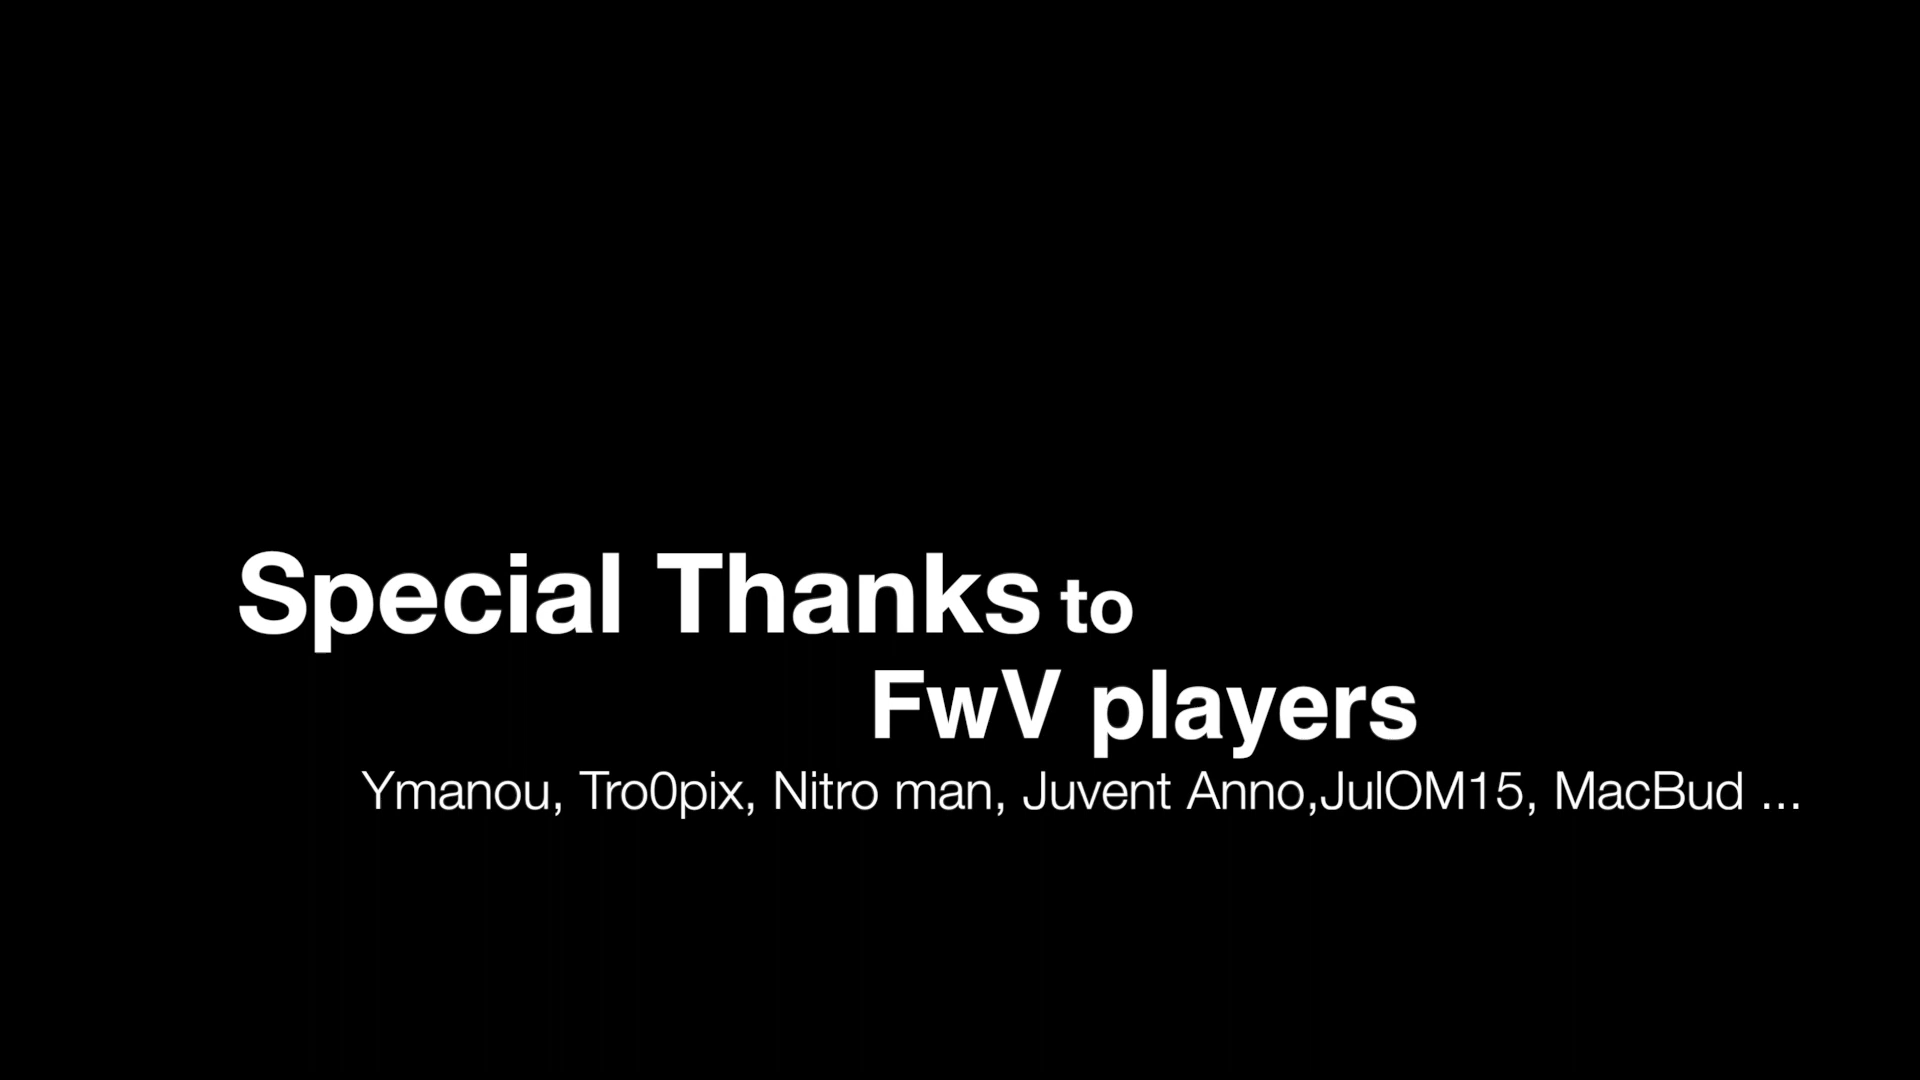 Special Thanks to
FwV players
Ymanou, Tro0pix, Nitro man, Juvent Anno,JulOM15, MacBud ...